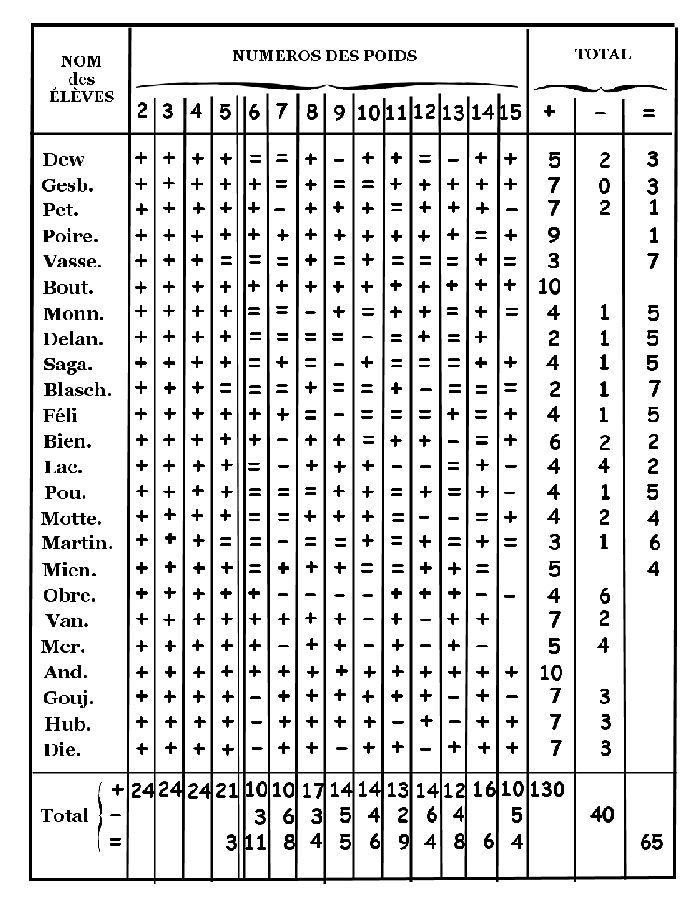 NOM des ÉLÈVES NUMEROS DES POIDS TOTAL
2 3 4 5 6 7 8 9 10 11 12 13 14 15 + – =
Dew + + + + = = + – + + = – + + 5 2 3
Gesb. + + + + + = + = = + + + + + 7 0 3
Pet. + + + + + – + + + = + + + – 7 2 1
Poire. + + + + + + + + + + + + = + 9 1
Vasse. + + + = = = + = + = = = + = 3 7
Bout. + + + + + + + + + + + + + + 10
Monn. + + + + = = – + = + + = + = 4 1 5
Delan. + + + + = = = = – = + = + 2 1 5
Saga. + + + + = + = – + = = = + + 4 1 5
Blasch. + + + = = = + = = + – = = = 2 1 7
Féli + + + + + + = – = = = + = + 4 1 5
Bien. + + + + + – + + = + + – = + 6 2 2
Lac. + + + + = – + + + – – = + – 4 4 2
Pou. + + + + = = = + + = + = + – 4 1 5
Motte. + + + + = = + + + = – – = + 4 2 4
Martin. + + + = = – = = + = + = + = 3 1 6
Mien. + + + + = + + + = = + + = 5 4
Obre. + + + + + – – – – + + + – – 4 6
Van. + + + + + + + + – + – + + 7 2
Mer. + + + + + – + + – + – + – 5 4
And. + + + + + + + + + + + + + + 10
Gouj. + + + + – + + + + + + – + – 7 3
Hub. + + + + – + + + + – + – + + 7 3
Die. + + + + – + + – + + – + + + 7 3
+ 24 24 24 21 10 10 17 14 14 13 14 12 16 10 130
Total – 3 6 3 5 4 2 6 4 5 40
= 3 11 8 4 5 6 9 4 8 6 4 65